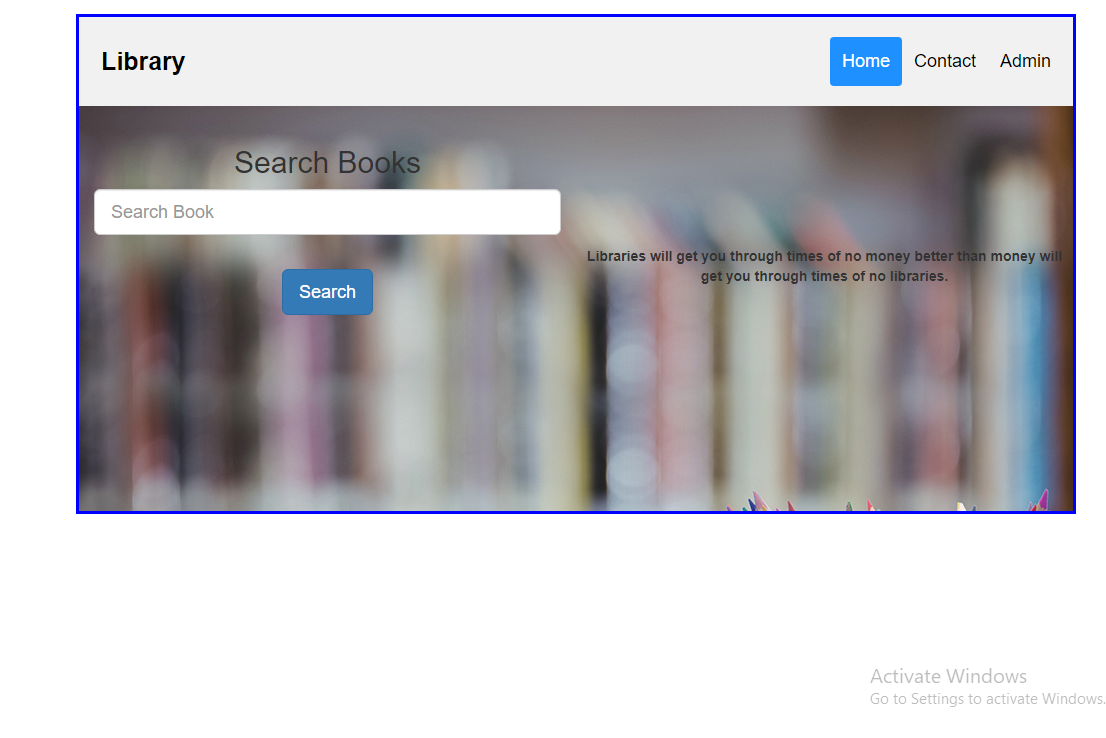 Library
Home
Contact
Admin
Search Books
Search Book
Search
Libraries will get you through times of no money better than money will
get you through times of no libraries.
Activate Windows
Go to Settings to activate Windows.